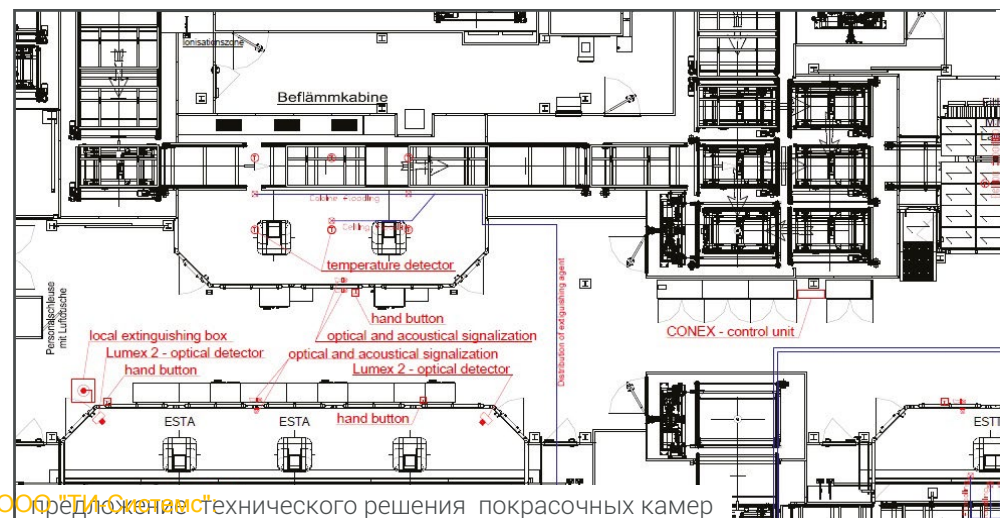 Ionisationszone
Beflämmkabine
Cabine flooding
Ceiling flooding
temperature detector
Personalschleuse
mit Luftdusche
hand button
optical and acoustical signalization
Distribution of exdiguishing agent
CONEX - control unit
local extinguishing box
Lumex 2 - optical detector
optical and acoustical signalization
hand button
Lumex 2 - optical detector
hand button
ESTA
ESTA
ООО "ТИ-Системс"
предложение технического решения покрасочных камер